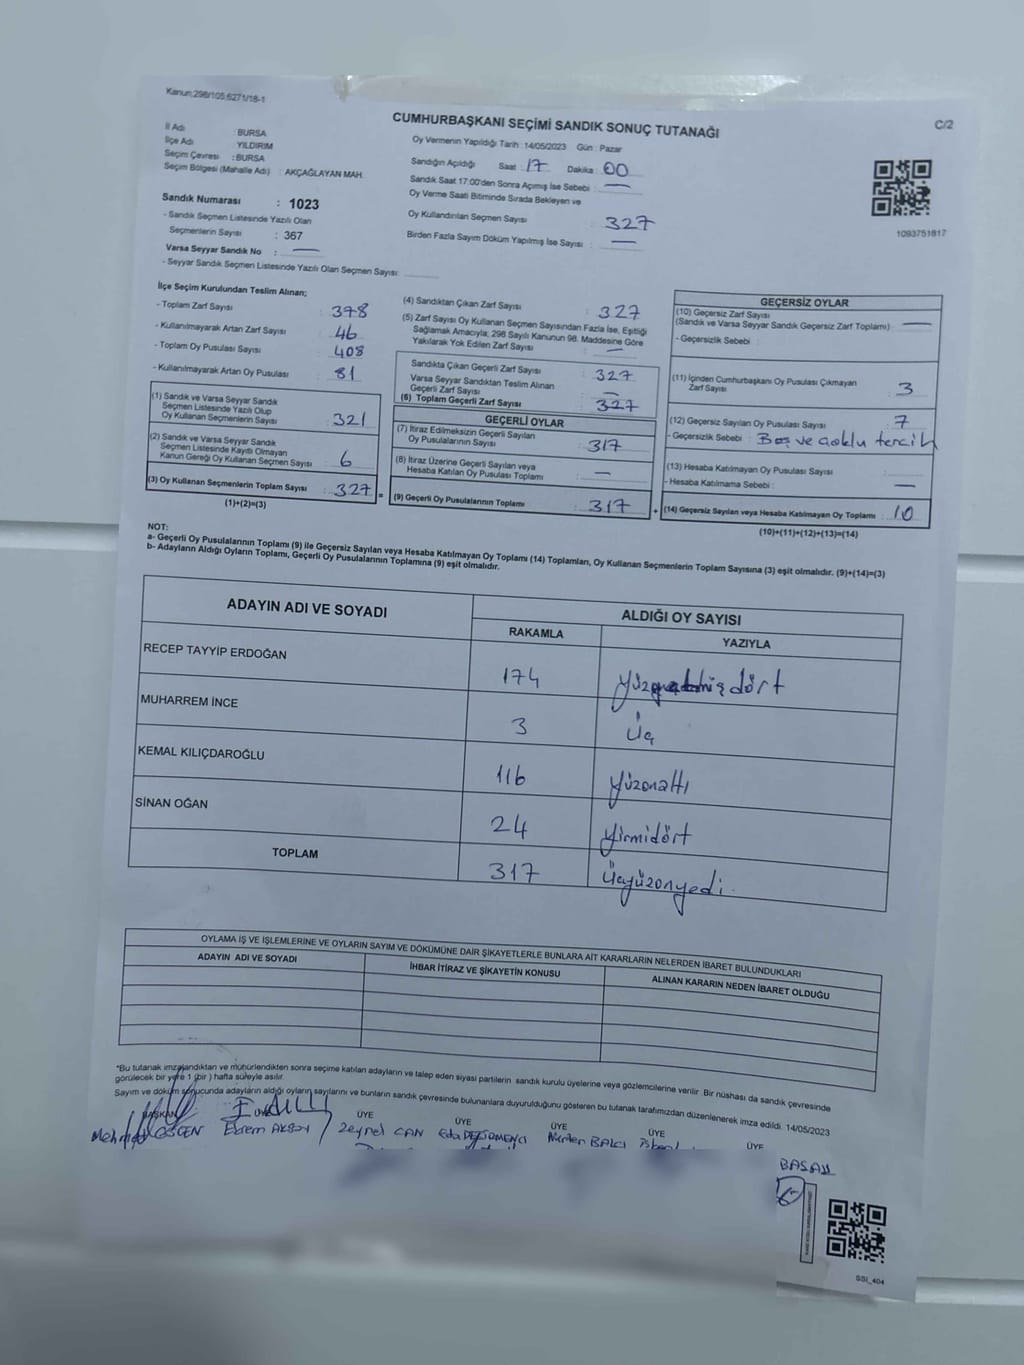 Kanun:298/105,6271/18-1
CUMHURBAŞKANI SEÇİMİ SANDIK SONUÇ TUTANAĞI
C/2
İl Adı : BURSA
İlçe Adı : YILDIRIM
Seçim Çevresi : BURSA
Seçim Bölgesi (Mahalle Adı) : AKÇAĞLAYAN MAH.
Sandık Numarası : 1023
- Sandık Seçmen Listesinde Yazılı Olan
Seçmenlerin Sayısı : 367
Varsa Seyyar Sandık No : —
- Seyyar Sandık Seçmen Listesinde Yazılı Olan Seçmen Sayısı:
Oy Vermenin Yapıldığı Tarih :14/05/2023 Gün : Pazar
Sandığın Açıldığı Saat : 17 Dakika : 00
Sandık Saat 17:00'den Sonra Açımış İse Sebebi : —
Oy Verme Saati Bitiminde Sırada Bekleyen ve
Oy Kullandırılan Seçmen Sayısı : 327
Birden Fazla Sayım Döküm Yapılmış İse Sayısı : —
1093751817
İlçe Seçim Kurulundan Teslim Alınan;
- Toplam Zarf Sayısı : 378
- Kullanılmayarak Artan Zarf Sayısı : 46
- Toplam Oy Pusulası Sayısı : 408
- Kullanılmayarak Artan Oy Pusulası : 81
(1) Sandık ve Varsa Seyyar Sandık
Seçmen Listesinde Yazılı Olup
Oy Kullanan Seçmenlerin Sayısı : 321
(2) Sandık ve Varsa Seyyar Sandık
Seçmen Listesinde Kayıtlı Olmayan
Kanun Gereği Oy Kullanan Seçmen Sayısı : 6
(3) Oy Kullanan Seçmenlerin Toplam Sayısı : 327 =
(1)+(2)=(3)
(4) Sandıktan Çıkan Zarf Sayısı : 327
(5) Zarf Sayısı Oy Kullanan Seçmen Sayısından Fazla İse, Eşitliği
Sağlamak Amacıyla; 298 Sayılı Kanunun 98. Maddesine Göre
Yakılarak Yok Edilen Zarf Sayısı : —
Sandıkta Çıkan Geçerli Zarf Sayısı : 327
Varsa Seyyar Sandıktan Teslim Alınan
Geçerli Zarf Sayısı : —
(6) Toplam Geçerli Zarf Sayısı : 327
GEÇERLİ OYLAR
(7) İtiraz Edilmeksizin Geçerli Sayılan
Oy Pusulalarının Sayısı : 317
(8) İtiraz Üzerine Geçerli Sayılan veya
Hesaba Katılan Oy Pusulası Toplamı : —
(9) Geçerli Oy Pusulalarının Toplamı : 317 +
GEÇERSİZ OYLAR
(10) Geçersiz Zarf Sayısı
(Sandık ve Varsa Seyyar Sandık Geçersiz Zarf Toplamı) : —
- Geçersizlik Sebebi :
(11) İçinden Cumhurbaşkanı Oy Pusulası Çıkmayan
Zarf Sayısı : 3
(12) Geçersiz Sayılan Oy Pusulası Sayısı : 7
- Geçersizlik Sebebi : Boş ve çoklu tercih
(13) Hesaba Katılmayan Oy Pusulası Sayısı :
- Hesaba Katılmama Sebebi : —
(14) Geçersiz Sayılan veya Hesaba Katılmayan Oy Toplamı : 10
(10)+(11)+(12)+(13)=(14)
NOT:
a- Geçerli Oy Pusulalarının Toplamı (9) ile Geçersiz Sayılan veya Hesaba Katılmayan Oy Toplamı (14) Toplamları, Oy Kullanan Seçmenlerin Toplam Sayısına (3) eşit olmalıdır. (9)+(14)=(3)
b- Adayların Aldığı Oyların Toplamı, Geçerli Oy Pusulalarının Toplamına (9) eşit olmalıdır.
ADAYIN ADI VE SOYADI
ALDIĞI OY SAYISI
RAKAMLA YAZIYLA
RECEP TAYYİP ERDOĞAN 174
MUHARREM İNCE 3 Üç
KEMAL KILIÇDAROĞLU 116 Yüzonaltı
SİNAN OĞAN 24 Yirmidört
TOPLAM 317 Üçyüzonyedi.
OYLAMA İŞ VE İŞLEMLERİNE VE OYLARIN SAYIM VE DÖKÜMÜNE DAİR ŞİKAYETLERLE BUNLARA AİT KARARLARIN NELERDEN İBARET BULUNDUKLARI
ADAYIN ADI VE SOYADI İHBAR İTİRAZ VE ŞİKAYETİN KONUSU ALINAN KARARIN NEDEN İBARET OLDUĞU
*Bu tutanak imzalandıktan ve mühürlendikten sonra seçime katılan adayların ve talep eden siyasi partilerin sandık kurulu üyelerine veya gözlemcilerine verilir. Bir nüshası da sandık çevresinde
görülecek bir yere 1 (bir) hafta süreyle asılır.
Sayım ve döküm sonucunda adayların aldığı oyların sayılarını ve bunların sandık çevresinde bulunanlara duyurulduğunu gösteren bu tutanak tarafımızdan düzenlenerek imza edildi. 14/05/2023
BAŞKAN ÜYE ÜYE ÜYE ÜYE ÜYE ÜYE
Ekrem AKSOY Zeynel CAN Eda DEĞİRMENCİ Nurten BALCI
SSI_404